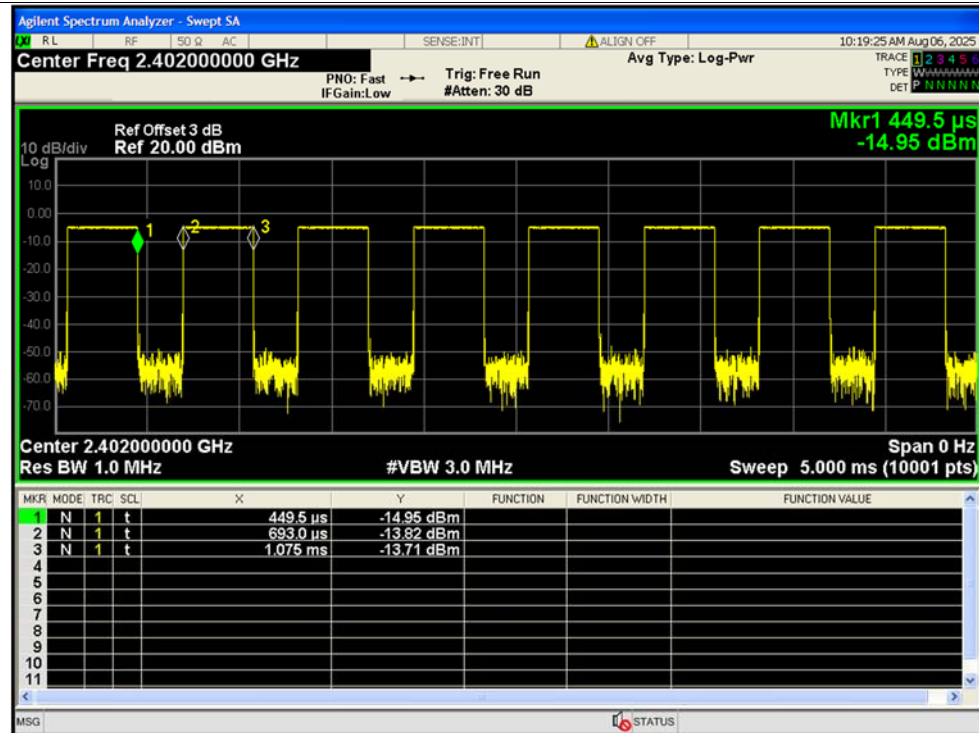 Agilent Spectrum Analyzer - Swept SA
RL RF 50 Ω AC SENSE:INT ALIGN OFF 10:19:25 AM Aug 06, 2025
Center Freq 2.402000000 GHz
PNO: Fast
IFGain:Low
Trig: Free Run
#Atten: 30 dB
Avg Type: Log-Pwr
TRACE 1 2 3 4 5 6
TYPE W
DET P N N N N N
Mkr1 449.5 µs
-14.95 dBm
Ref Offset 3 dB
10 dB/div Ref 20.00 dBm
Log
10.0
0.00
-10.0
-20.0
-30.0
-40.0
-50.0
-60.0
-70.0
1 2 3
Center 2.402000000 GHz Span 0 Hz
Res BW 1.0 MHz #VBW 3.0 MHz Sweep 5.000 ms (10001 pts)
MKR MODE TRC SCL X Y FUNCTION FUNCTION WIDTH FUNCTION VALUE
1 N 1 t 449.5 µs -14.95 dBm
2 N 1 t 693.0 µs -13.82 dBm
3 N 1 t 1.075 ms -13.71 dBm
4
5
6
7
8
9
10
11
MSG STATUS